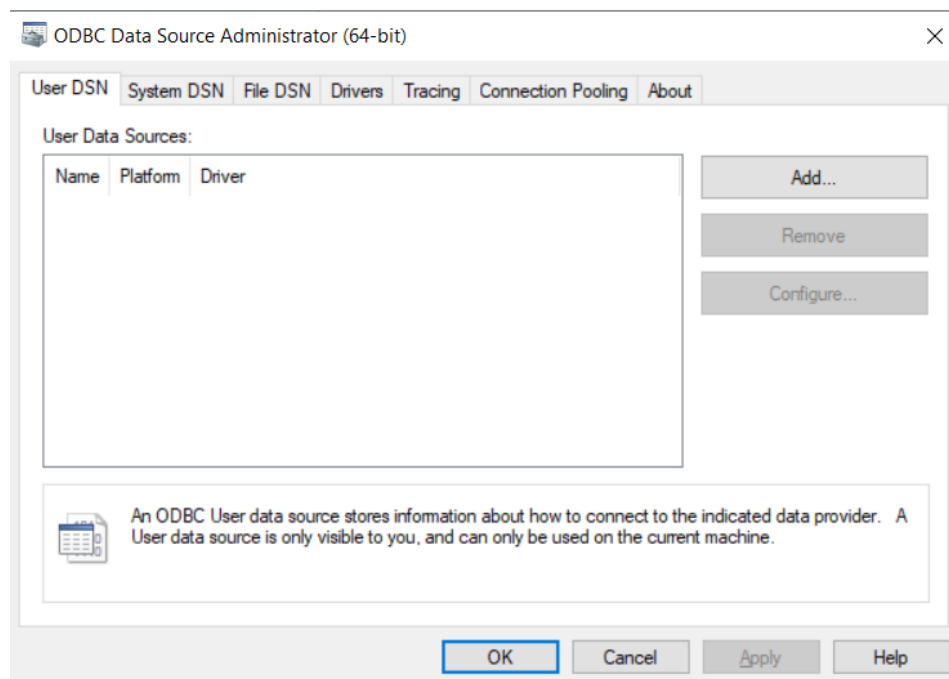 ODBC Data Source Administrator (64-bit)
User DSN System DSN File DSN Drivers Tracing Connection Pooling About
User Data Sources:
Name Platform Driver
Add...
Remove
Configure...
An ODBC User data source stores information about how to connect to the indicated data provider. A
User data source is only visible to you, and can only be used on the current machine.
OK Cancel Apply Help